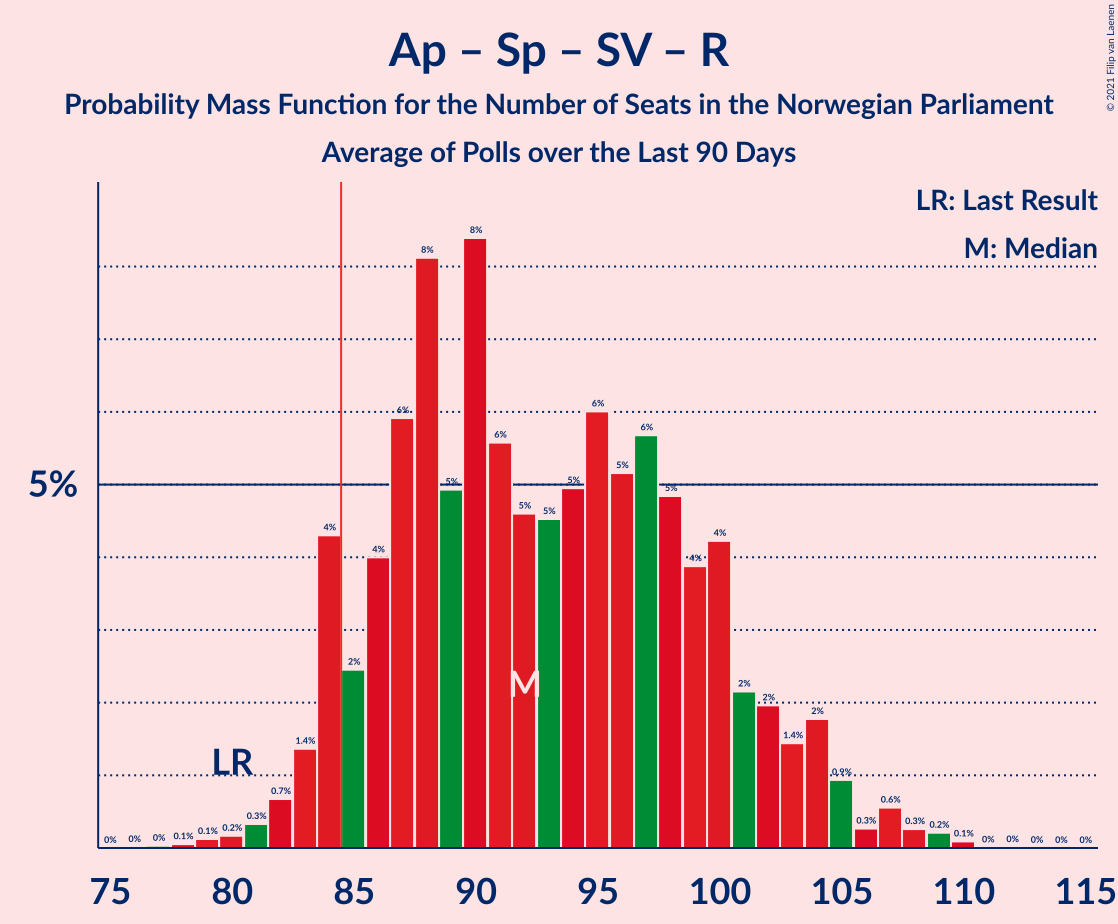 Ap – Sp – SV – R
Probability Mass Function for the Number of Seats in the Norwegian Parliament
Average of Polls over the Last 90 Days
© 2021 Filip van Laenen
LR: Last Result
M: Median
5%
LR
M
0% 0% 0% 0.1% 0.1% 0.2% 0.3% 0.7% 1.4% 4% 2% 4% 6% 8% 5% 8% 6% 5% 5% 5% 6% 5% 6% 5% 4% 4% 2% 2% 1.4% 2% 0.9% 0.3% 0.6% 0.3% 0.2% 0.1% 0% 0% 0% 0% 0%
75 80 85 90 95 100 105 110 115